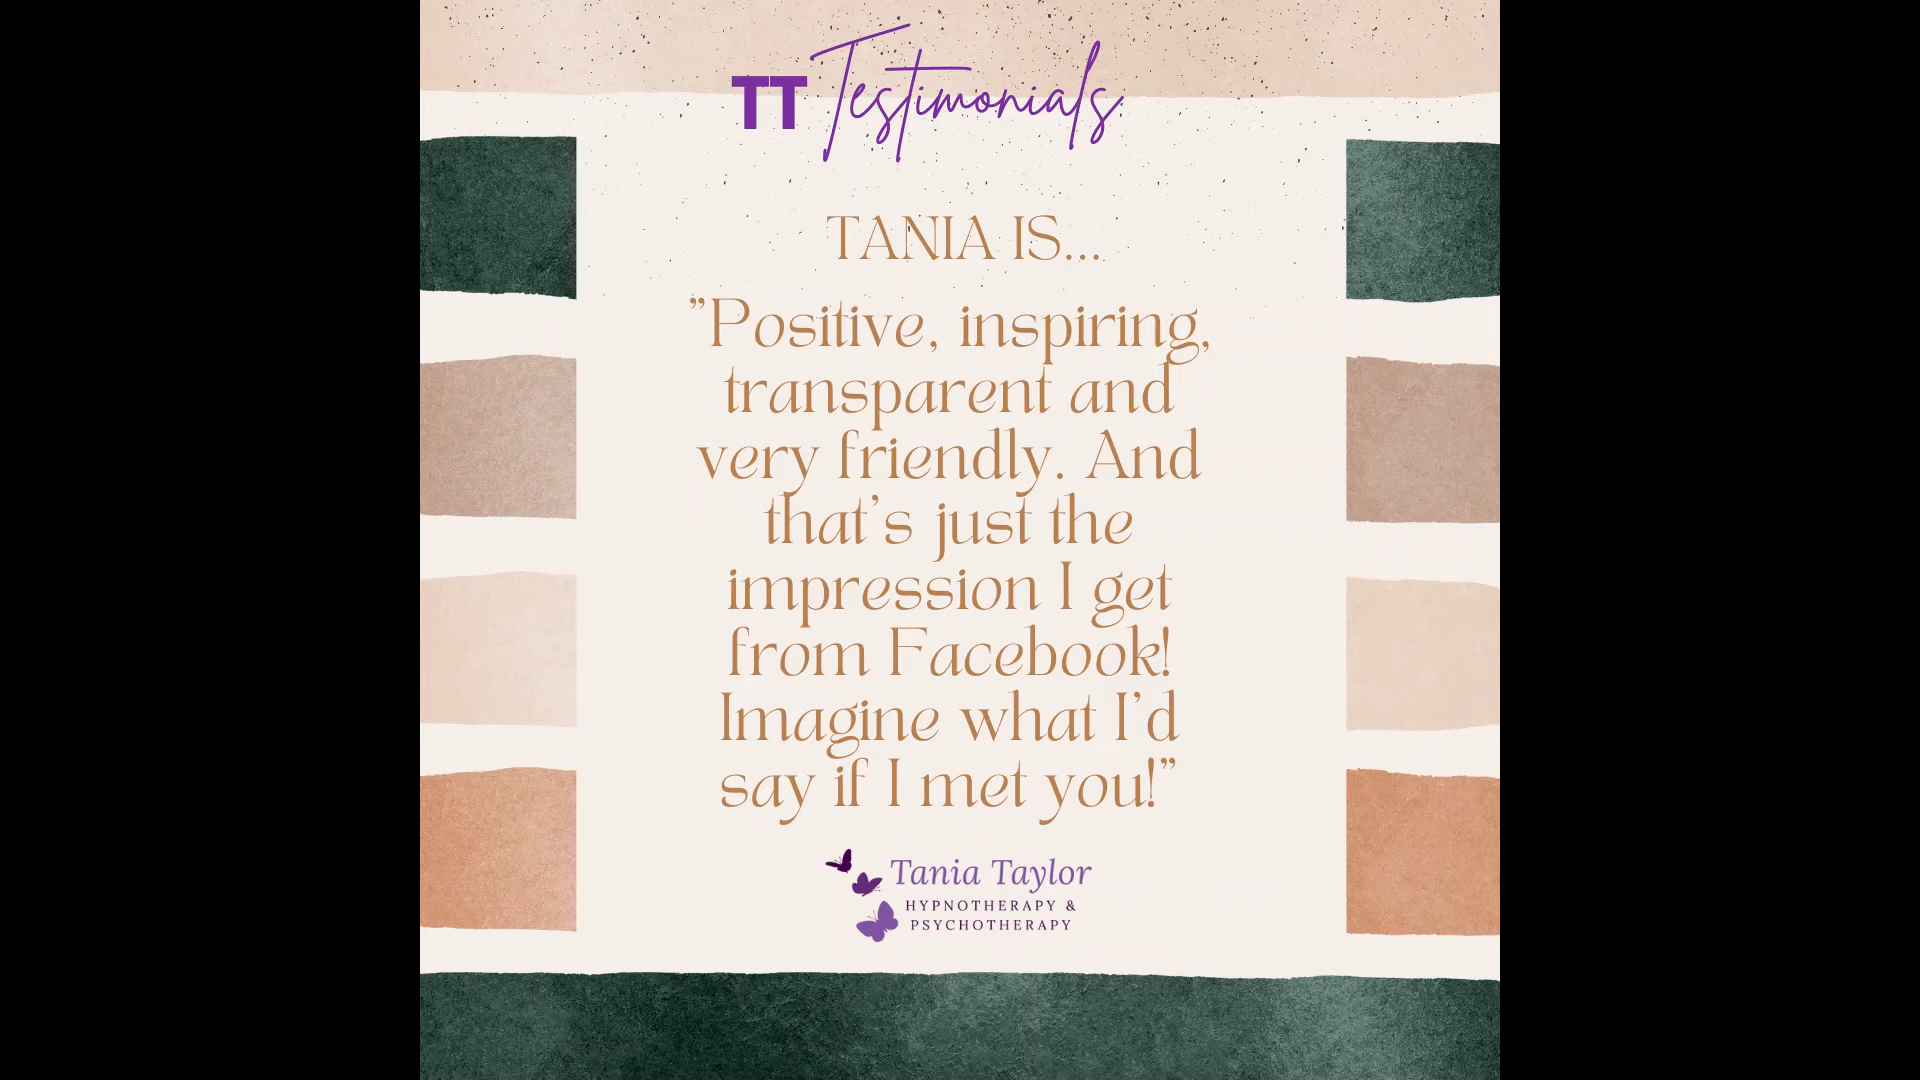 TT Testimonials
TANIA IS...
"Positive, inspiring,
transparent and
very friendly. And
that's just the
impression I get
from Facebook!
Imagine what I'd
say if I met you!"
Tania Taylor
HYPNOTHERAPY &
PSYCHOTHERAPY